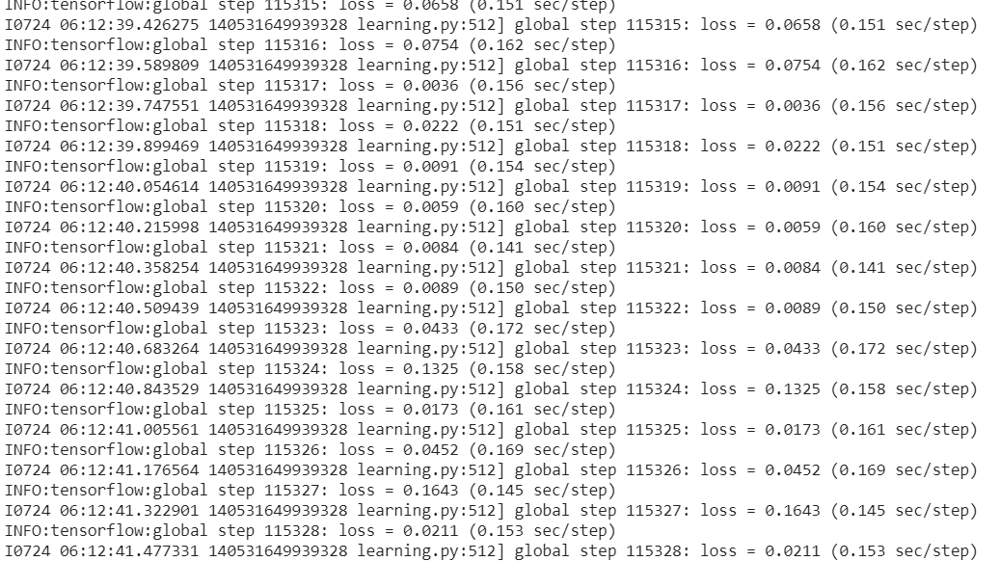 INFO:tensorflow:global step 115315: loss = 0.0658 (0.151 sec/step)
I0724 06:12:39.426275 140531649939328 learning.py:512] global step 115315: loss = 0.0658 (0.151 sec/step)
INFO:tensorflow:global step 115316: loss = 0.0754 (0.162 sec/step)
I0724 06:12:39.589809 140531649939328 learning.py:512] global step 115316: loss = 0.0754 (0.162 sec/step)
INFO:tensorflow:global step 115317: loss = 0.0036 (0.156 sec/step)
I0724 06:12:39.747551 140531649939328 learning.py:512] global step 115317: loss = 0.0036 (0.156 sec/step)
INFO:tensorflow:global step 115318: loss = 0.0222 (0.151 sec/step)
I0724 06:12:39.899469 140531649939328 learning.py:512] global step 115318: loss = 0.0222 (0.151 sec/step)
INFO:tensorflow:global step 115319: loss = 0.0091 (0.154 sec/step)
I0724 06:12:40.054614 140531649939328 learning.py:512] global step 115319: loss = 0.0091 (0.154 sec/step)
INFO:tensorflow:global step 115320: loss = 0.0059 (0.160 sec/step)
I0724 06:12:40.215998 140531649939328 learning.py:512] global step 115320: loss = 0.0059 (0.160 sec/step)
INFO:tensorflow:global step 115321: loss = 0.0084 (0.141 sec/step)
I0724 06:12:40.358254 140531649939328 learning.py:512] global step 115321: loss = 0.0084 (0.141 sec/step)
INFO:tensorflow:global step 115322: loss = 0.0089 (0.150 sec/step)
I0724 06:12:40.509439 140531649939328 learning.py:512] global step 115322: loss = 0.0089 (0.150 sec/step)
INFO:tensorflow:global step 115323: loss = 0.0433 (0.172 sec/step)
I0724 06:12:40.683264 140531649939328 learning.py:512] global step 115323: loss = 0.0433 (0.172 sec/step)
INFO:tensorflow:global step 115324: loss = 0.1325 (0.158 sec/step)
I0724 06:12:40.843529 140531649939328 learning.py:512] global step 115324: loss = 0.1325 (0.158 sec/step)
INFO:tensorflow:global step 115325: loss = 0.0173 (0.161 sec/step)
I0724 06:12:41.005561 140531649939328 learning.py:512] global step 115325: loss = 0.0173 (0.161 sec/step)
INFO:tensorflow:global step 115326: loss = 0.0452 (0.169 sec/step)
I0724 06:12:41.176564 140531649939328 learning.py:512] global step 115326: loss = 0.0452 (0.169 sec/step)
INFO:tensorflow:global step 115327: loss = 0.1643 (0.145 sec/step)
I0724 06:12:41.322901 140531649939328 learning.py:512] global step 115327: loss = 0.1643 (0.145 sec/step)
INFO:tensorflow:global step 115328: loss = 0.0211 (0.153 sec/step)
I0724 06:12:41.477331 140531649939328 learning.py:512] global step 115328: loss = 0.0211 (0.153 sec/step)